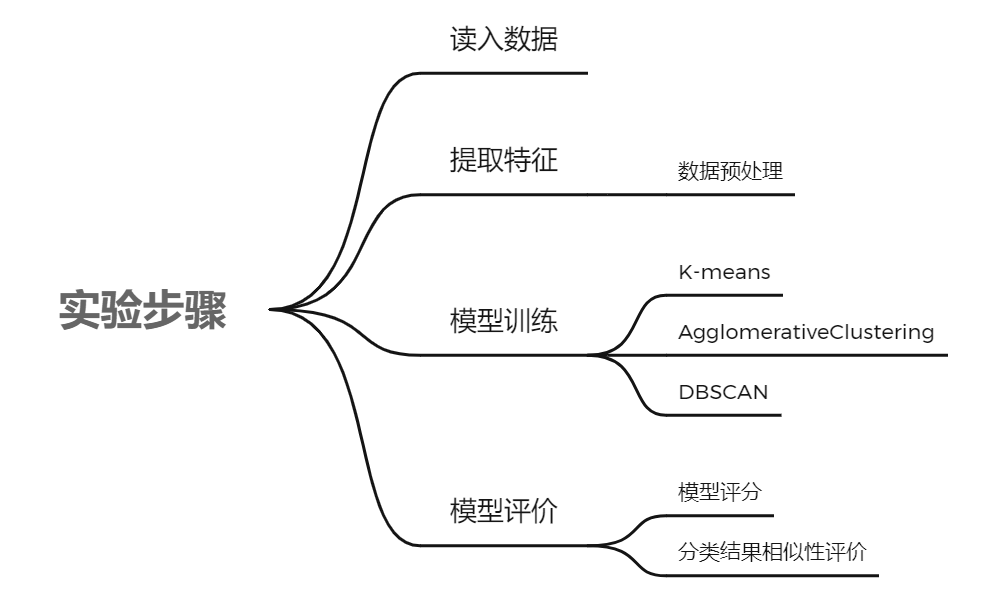 实验步骤
读入数据
提取特征
数据预处理
模型训练
K-means
AgglomerativeClustering
DBSCAN
模型评价
模型评分
分类结果相似性评价